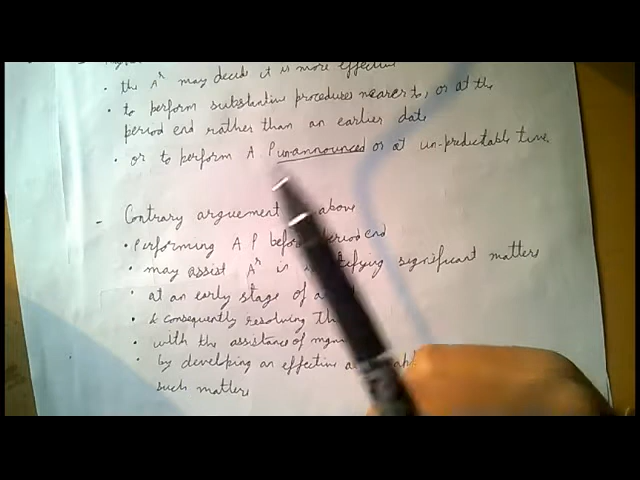 • the Aʳ may decide it is more effective
• to perform substantive procedures nearer to, or at the
period end rather than an earlier date
• or to perform A P unannounced or at un-predictable time
- Contrary arguement above
• Performing A P before period end
• may assist Aʳ in significant matters
• at an early stage of
• & consequently resolving
• with the assistance of
• by developing an effective
such matters